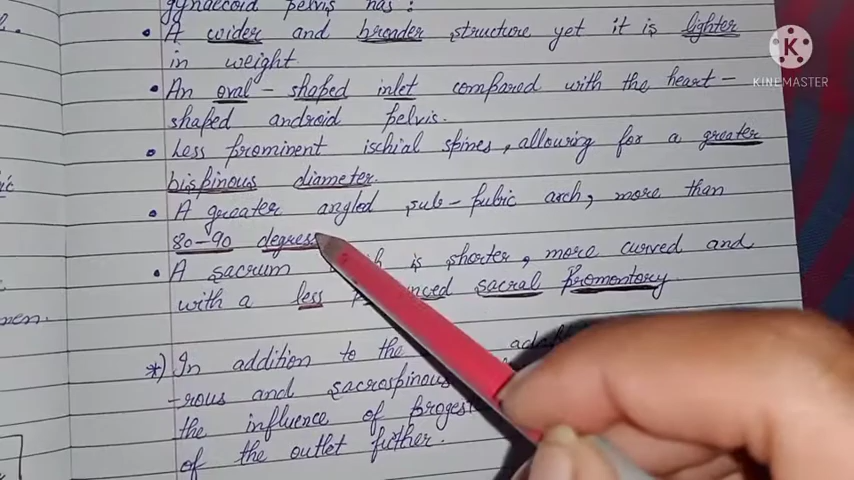 gynaecoid pelvis has:
• A wider and broader structure yet it is lighter
in weight.
• An oval - shaped inlet compared with the heart -
shaped android pelvis.
• Less prominent ischial spines, allowing for a greater
bispinous diameter.
• A greater angled sub - pubic arch, more than
80-90 degrees
• A sacrum is shorter, more curved and
with a less sacral promontory
*) In addition to the
-rous and sacrospinous
the influence of
of the outlet further.
men.
K
KINEMASTER